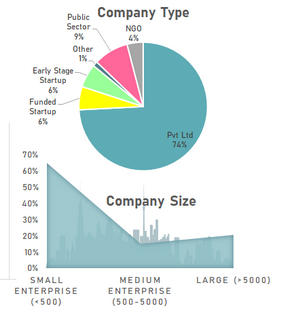 Company Type
Public
Sector
9%
NGO
4%
Other
1%
Early Stage
Startup
6%
Funded
Startup
6%
Pvt Ltd
74%
Company Size
70%
60%
50%
40%
30%
20%
10%
0%
SMALL
ENTERPRISE
(<500)
MEDIUM
ENTERPRISE
(500-5000)
LARGE (>5000)